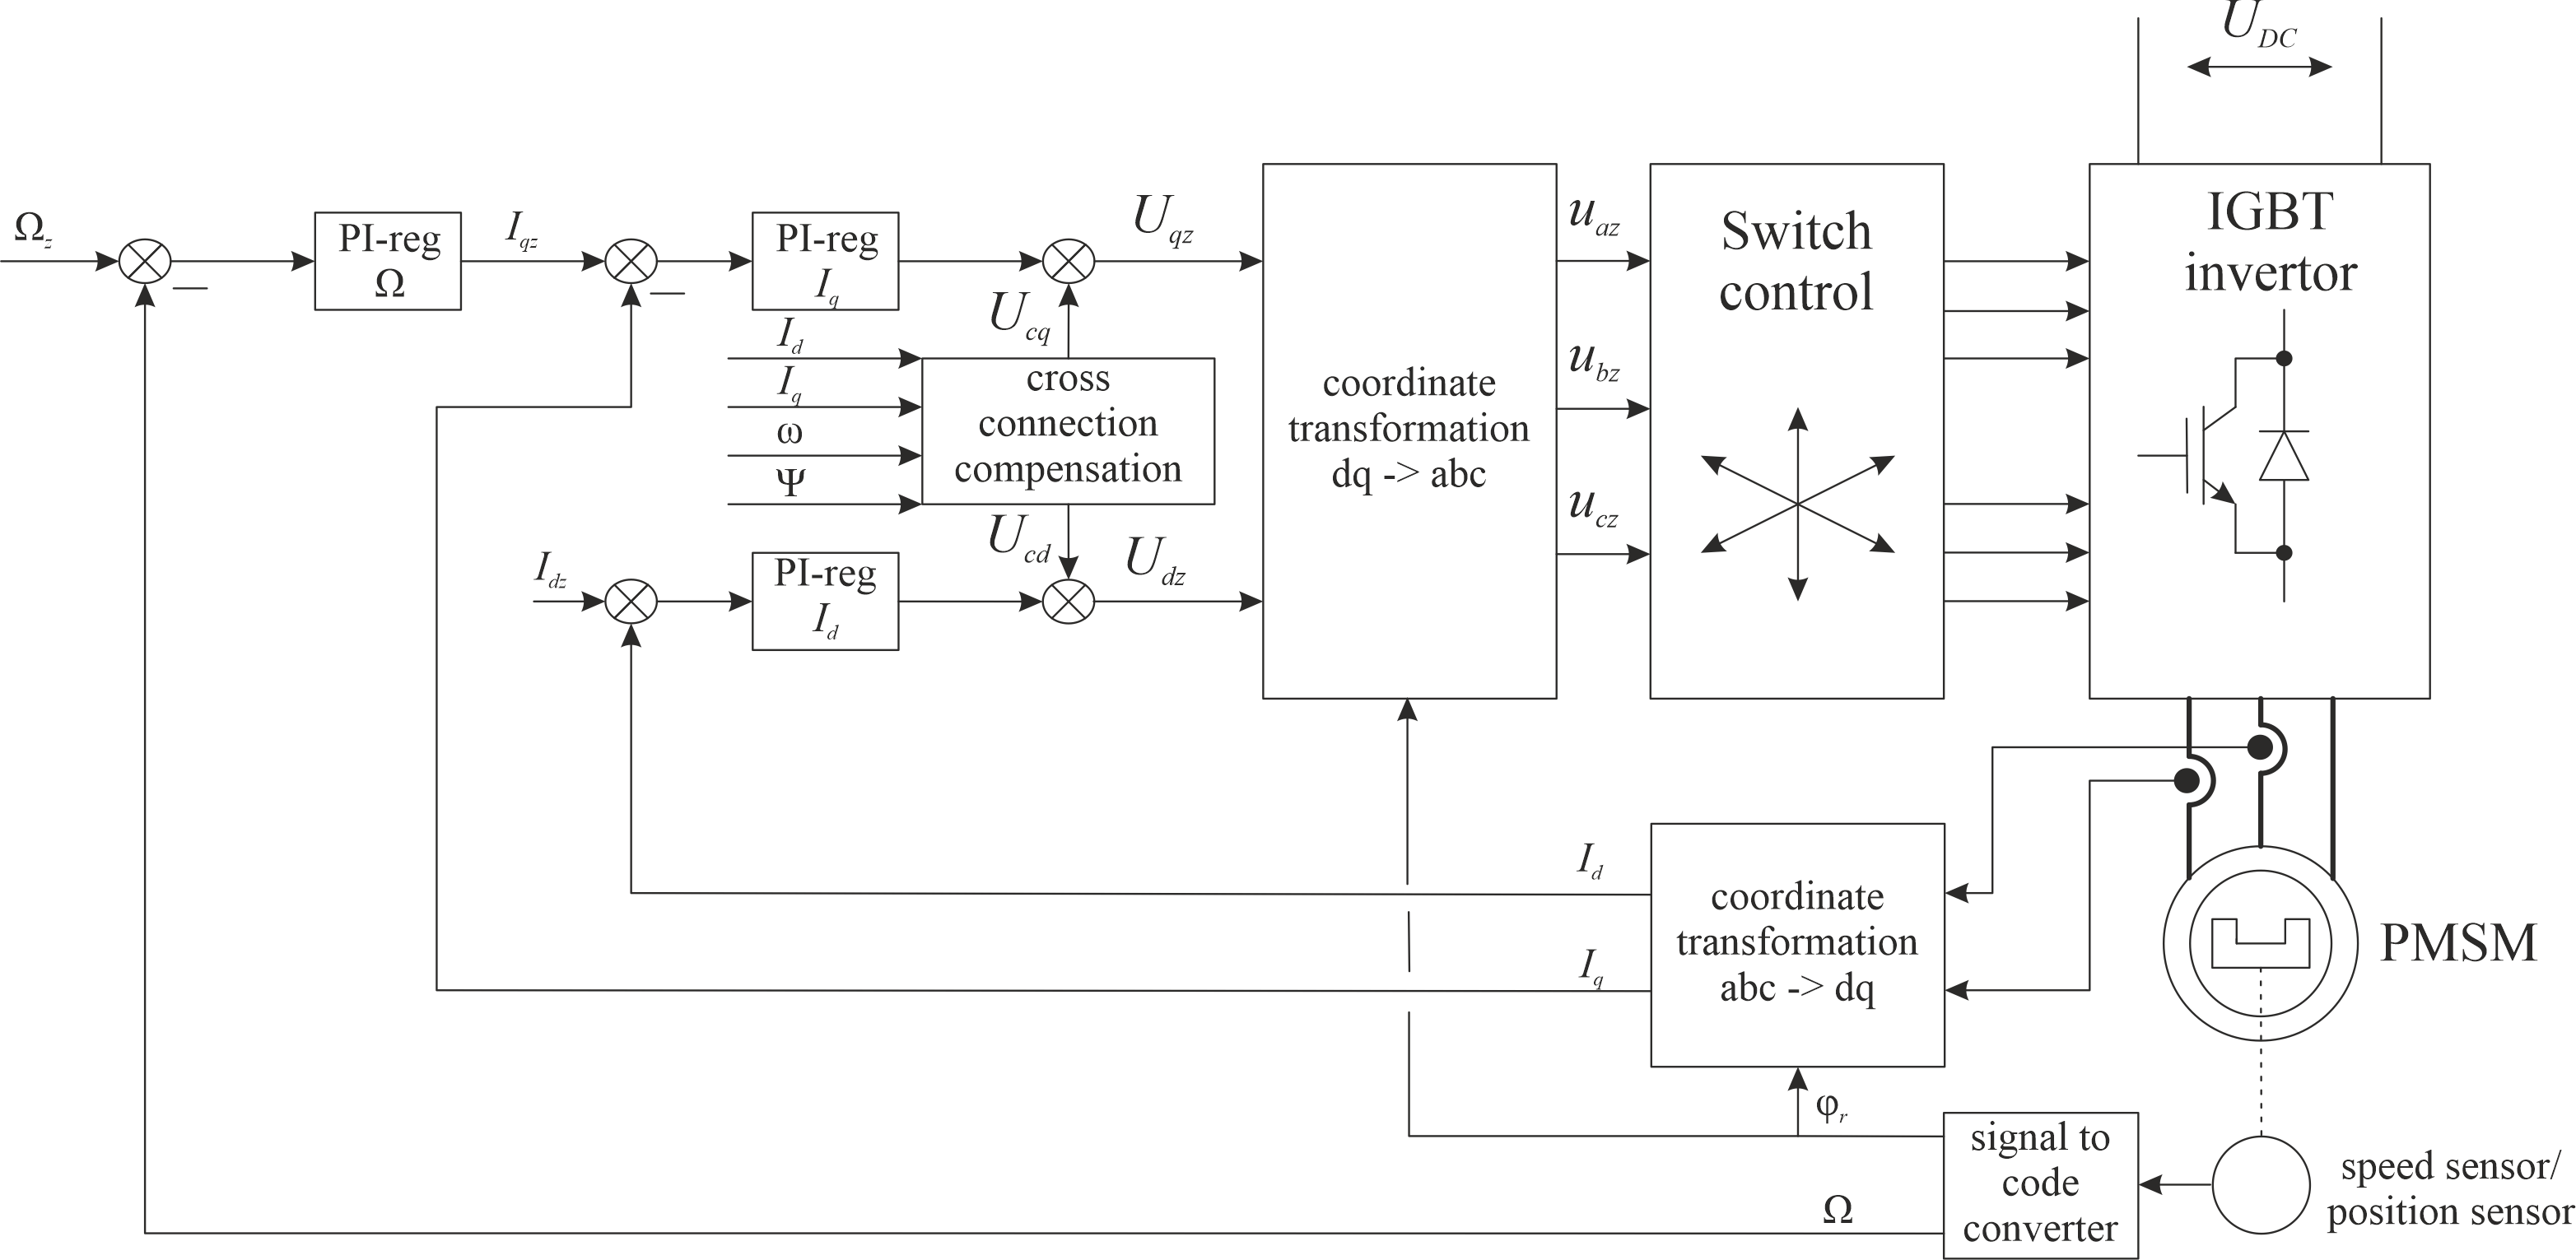 U_DC
Ω_z
PI-reg
Ω
I_qz
PI-reg
I_q
U_cq
U_qz
I_d
I_q
ω
Ψ
cross
connection
compensation
U_cd
I_dz
PI-reg
I_d
U_dz
coordinate
transformation
dq -> abc
u_az
u_bz
u_cz
Switch
control
IGBT
invertor
I_d
I_q
coordinate
transformation
abc -> dq
PMSM
φ_r
Ω
signal to
code
converter
speed sensor/
position sensor